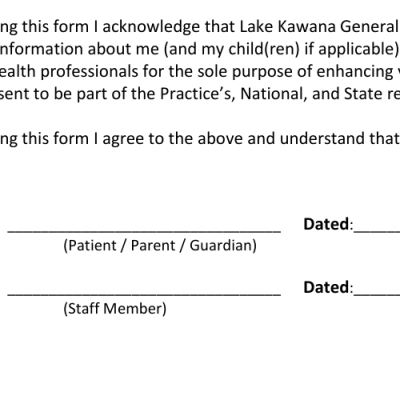 ng this form I acknowledge that Lake Kawana General
nformation about me (and my child(ren) if applicable)
ealth professionals for the sole purpose of enhancing
sent to be part of the Practice's, National, and State re
ng this form I agree to the above and understand that
________________________________ Dated:______
(Patient / Parent / Guardian)
________________________________ Dated:______
(Staff Member)